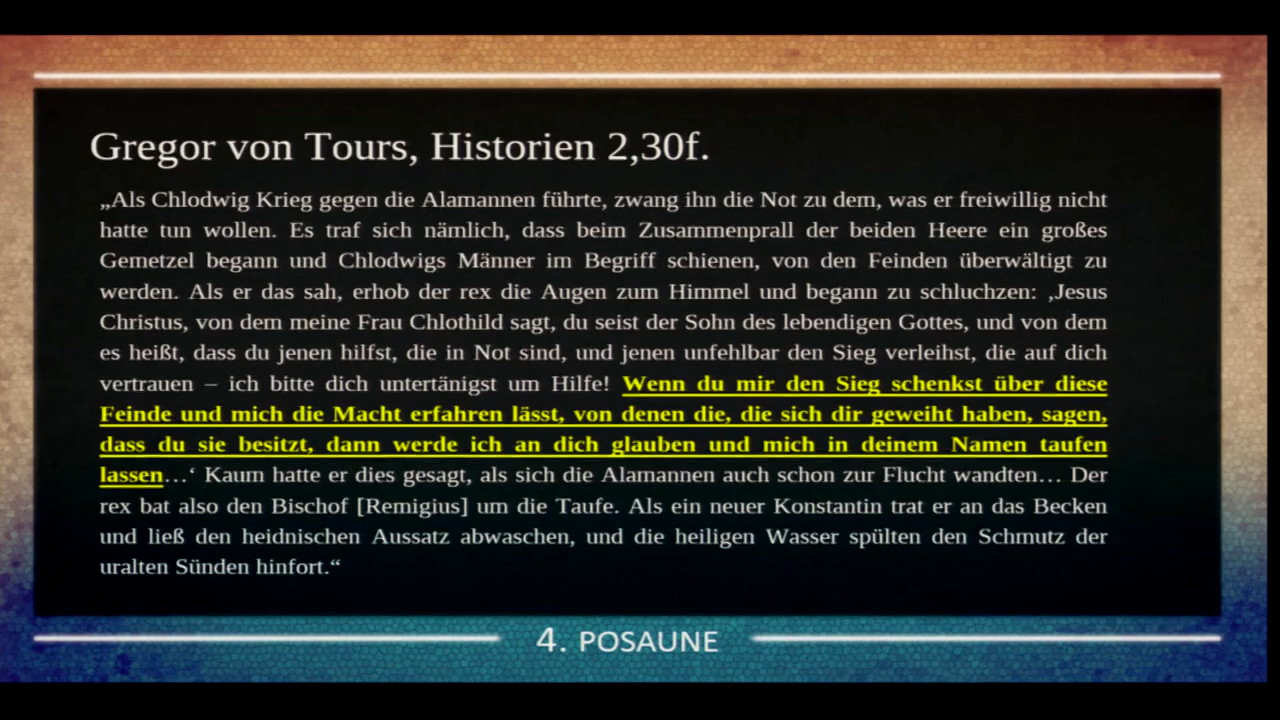 Gregor von Tours, Historien 2,30f.
„Als Chlodwig Krieg gegen die Alamannen führte, zwang ihn die Not zu dem, was er freiwillig nicht
hatte tun wollen. Es traf sich nämlich, dass beim Zusammenprall der beiden Heere ein großes
Gemetzel begann und Chlodwigs Männer im Begriff schienen, von den Feinden überwältigt zu
werden. Als er das sah, erhob der rex die Augen zum Himmel und begann zu schluchzen: ‚Jesus
Christus, von dem meine Frau Chlothild sagt, du seist der Sohn des lebendigen Gottes, und von dem
es heißt, dass du jenen hilfst, die in Not sind, und jenen unfehlbar den Sieg verleihst, die auf dich
vertrauen – ich bitte dich untertänigst um Hilfe! Wenn du mir den Sieg schenkst über diese
Feinde und mich die Macht erfahren lässt, von denen die, die sich dir geweiht haben, sagen,
dass du sie besitzt, dann werde ich an dich glauben und mich in deinem Namen taufen
lassen…‘ Kaum hatte er dies gesagt, als sich die Alamannen auch schon zur Flucht wandten… Der
rex bat also den Bischof [Remigius] um die Taufe. Als ein neuer Konstantin trat er an das Becken
und ließ den heidnischen Aussatz abwaschen, und die heiligen Wasser spülten den Schmutz der
uralten Sünden hinfort.“
4. POSAUNE